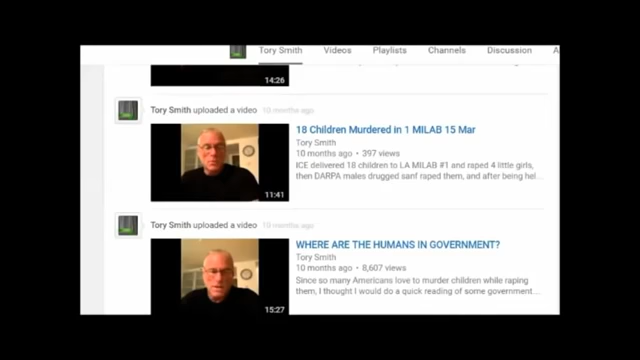 Tory Smith Videos Playlists Channels Discussion A
14:26
Tory Smith uploaded a video 10 months ago
18 Children Murdered in 1 MILAB 15 Mar
Tory Smith
10 months ago • 397 views
ICE delivered 18 children to LA MILAB #1 and raped 4 little girls,
then DARPA males drugged sanf raped them, and after being hel...
11:41
Tory Smith uploaded a video 10 months ago
WHERE ARE THE HUMANS IN GOVERNMENT?
Tory Smith
10 months ago • 8,607 views
Since so many Americans love to murder children while raping
them, I thought I would do a quick reading of some government...
15:27